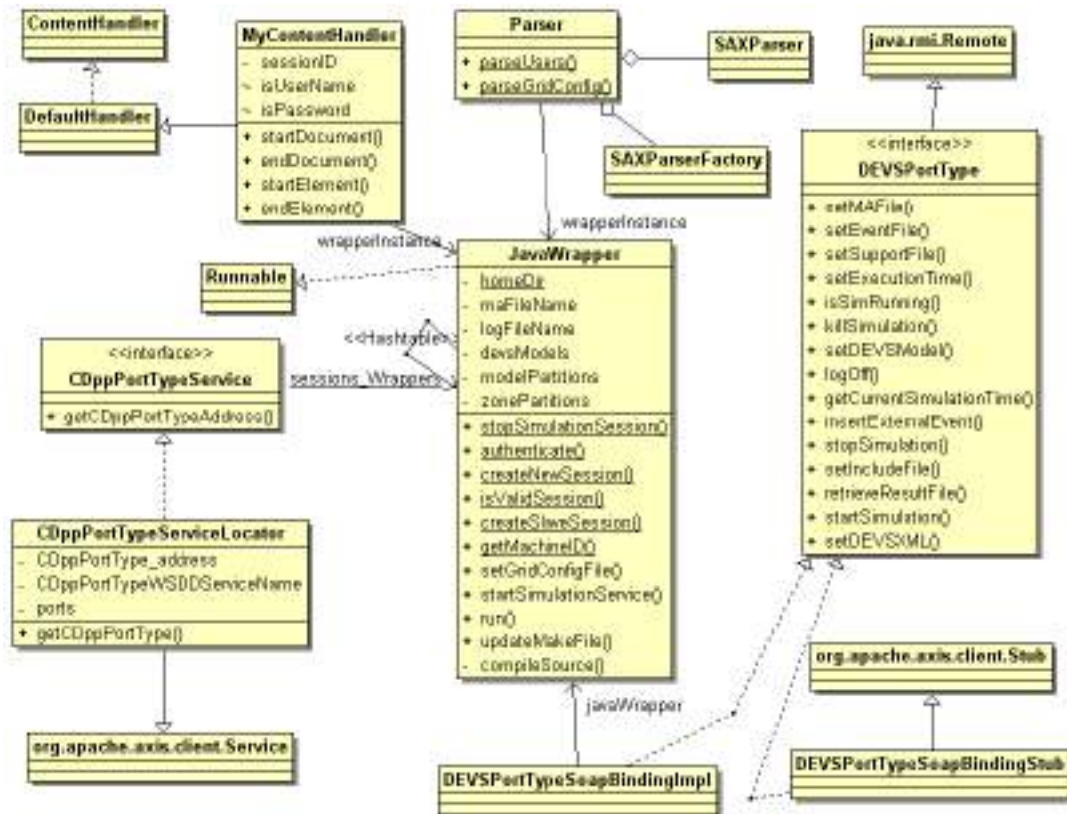 ContentHandler
DefaultHandler
MyContentHandler
- sessionID
~ isUserName
~ isPassword
+ startDocument()
+ endDocument()
+ startElement()
+ endElement()
Parser
+ parseUsers()
+ parseGridConfig()
SAXParser
SAXParserFactory
java.rmi.Remote
<<interface>>
DEVSPortType
+ setMAFile()
+ setEventFile()
+ setSupportFile()
+ setExecutionTime()
+ isSimRunning()
+ killSimulation()
+ setDEVSModel()
+ logOff()
+ getCurrentSimulationTime()
+ insertExternalEvent()
+ stopSimulation()
+ setIncludeFile()
+ retrieveResultFile()
+ startSimulation()
+ setDEVSXML()
wrapperInstance
wrapperInstance
Runnable
<<Hashtable>>
sessions_Wrappers
JavaWrapper
- homeDir
- maFileName
- logFileName
- devsModels
- modelPartitions
- zonePartitions
+ stopSimulationSession()
+ authenticate()
+ createNewSession()
+ isValidSession()
+ createSlaveSession()
+ getMachineID()
+ setGridConfigFile()
+ startSimulationService()
+ run()
+ updateMakeFile()
- compileSource()
<<interface>>
CDppPortTypeService
+ getCDppPortTypeAddress()
CDppPortTypeServiceLocator
- CDppPortType_address
- CDppPortTypeWSDDServiceName
- ports
+ getCDppPortType()
org.apache.axis.client.Service
javaWrapper
DEVSPortTypeSoapBindingImpl
org.apache.axis.client.Stub
DEVSPortTypeSoapBindingStub